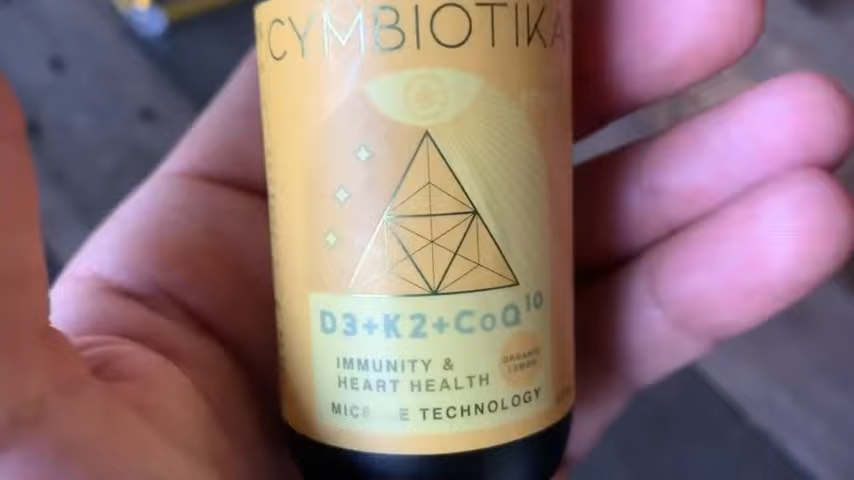 CYMBIOTIKA
D3+K2+CoQ10
IMMUNITY &
HEART HEALTH
ORGANIC
LEMON
TECHNOLOGY